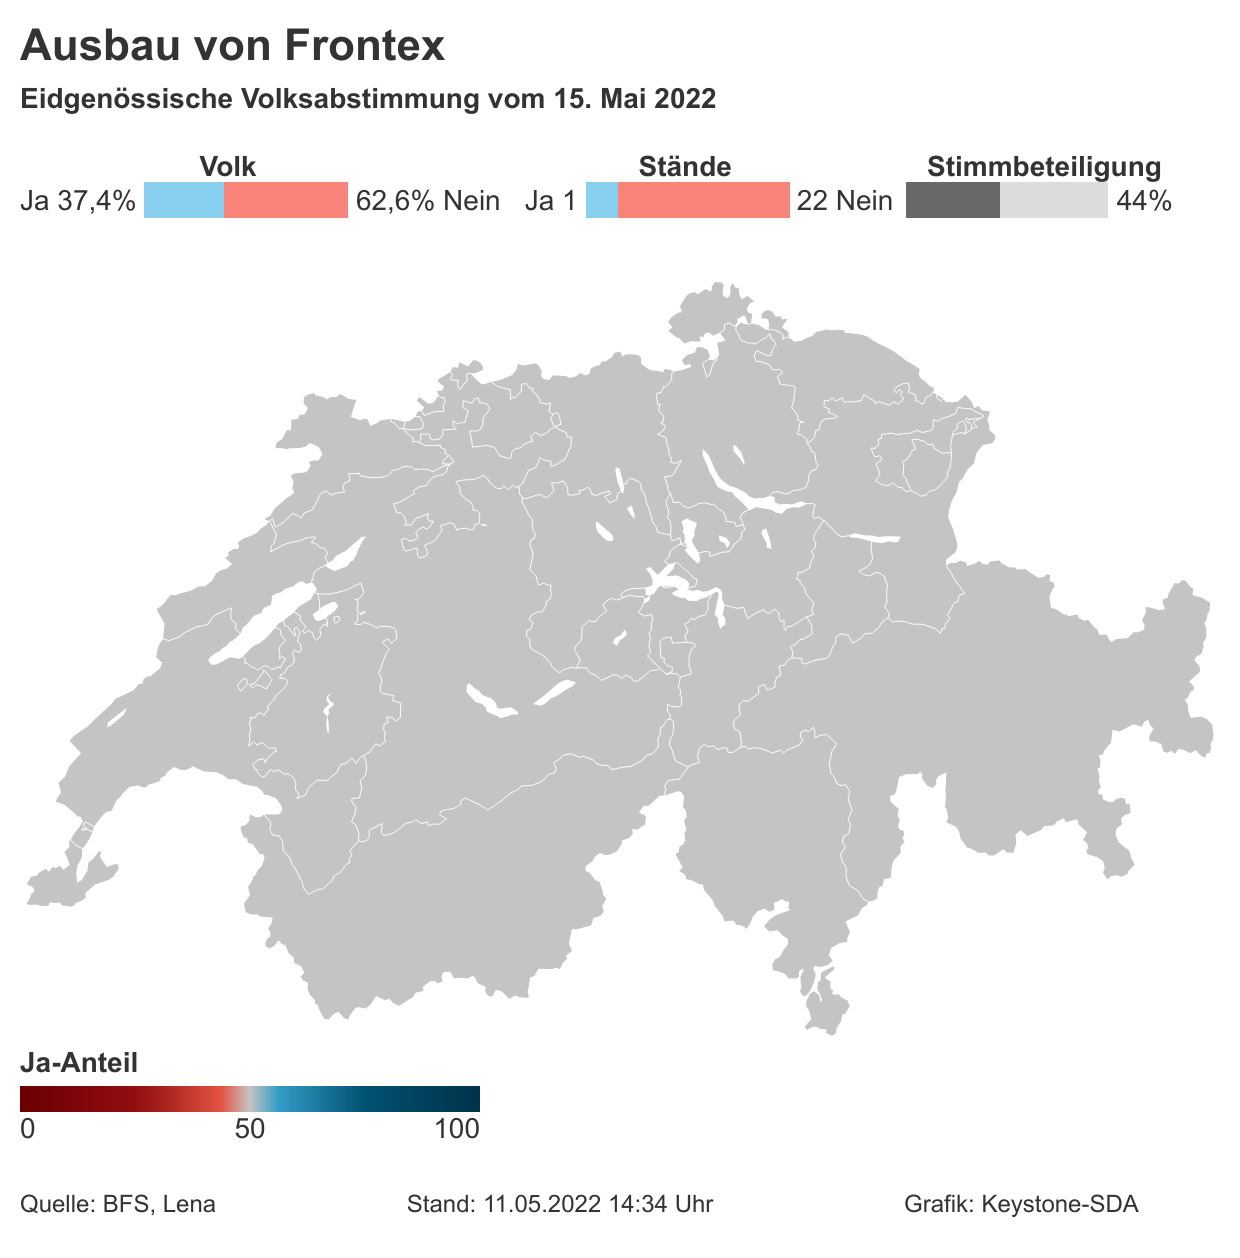 Ausbau von Frontex
Eidgenössische Volksabstimmung vom 15. Mai 2022
Volk
Ja 37,4% 62,6% Nein
Stände
Ja 1 22 Nein
Stimmbeteiligung
44%
Ja-Anteil
0 50 100
Quelle: BFS, Lena Stand: 11.05.2022 14:34 Uhr Grafik: Keystone-SDA